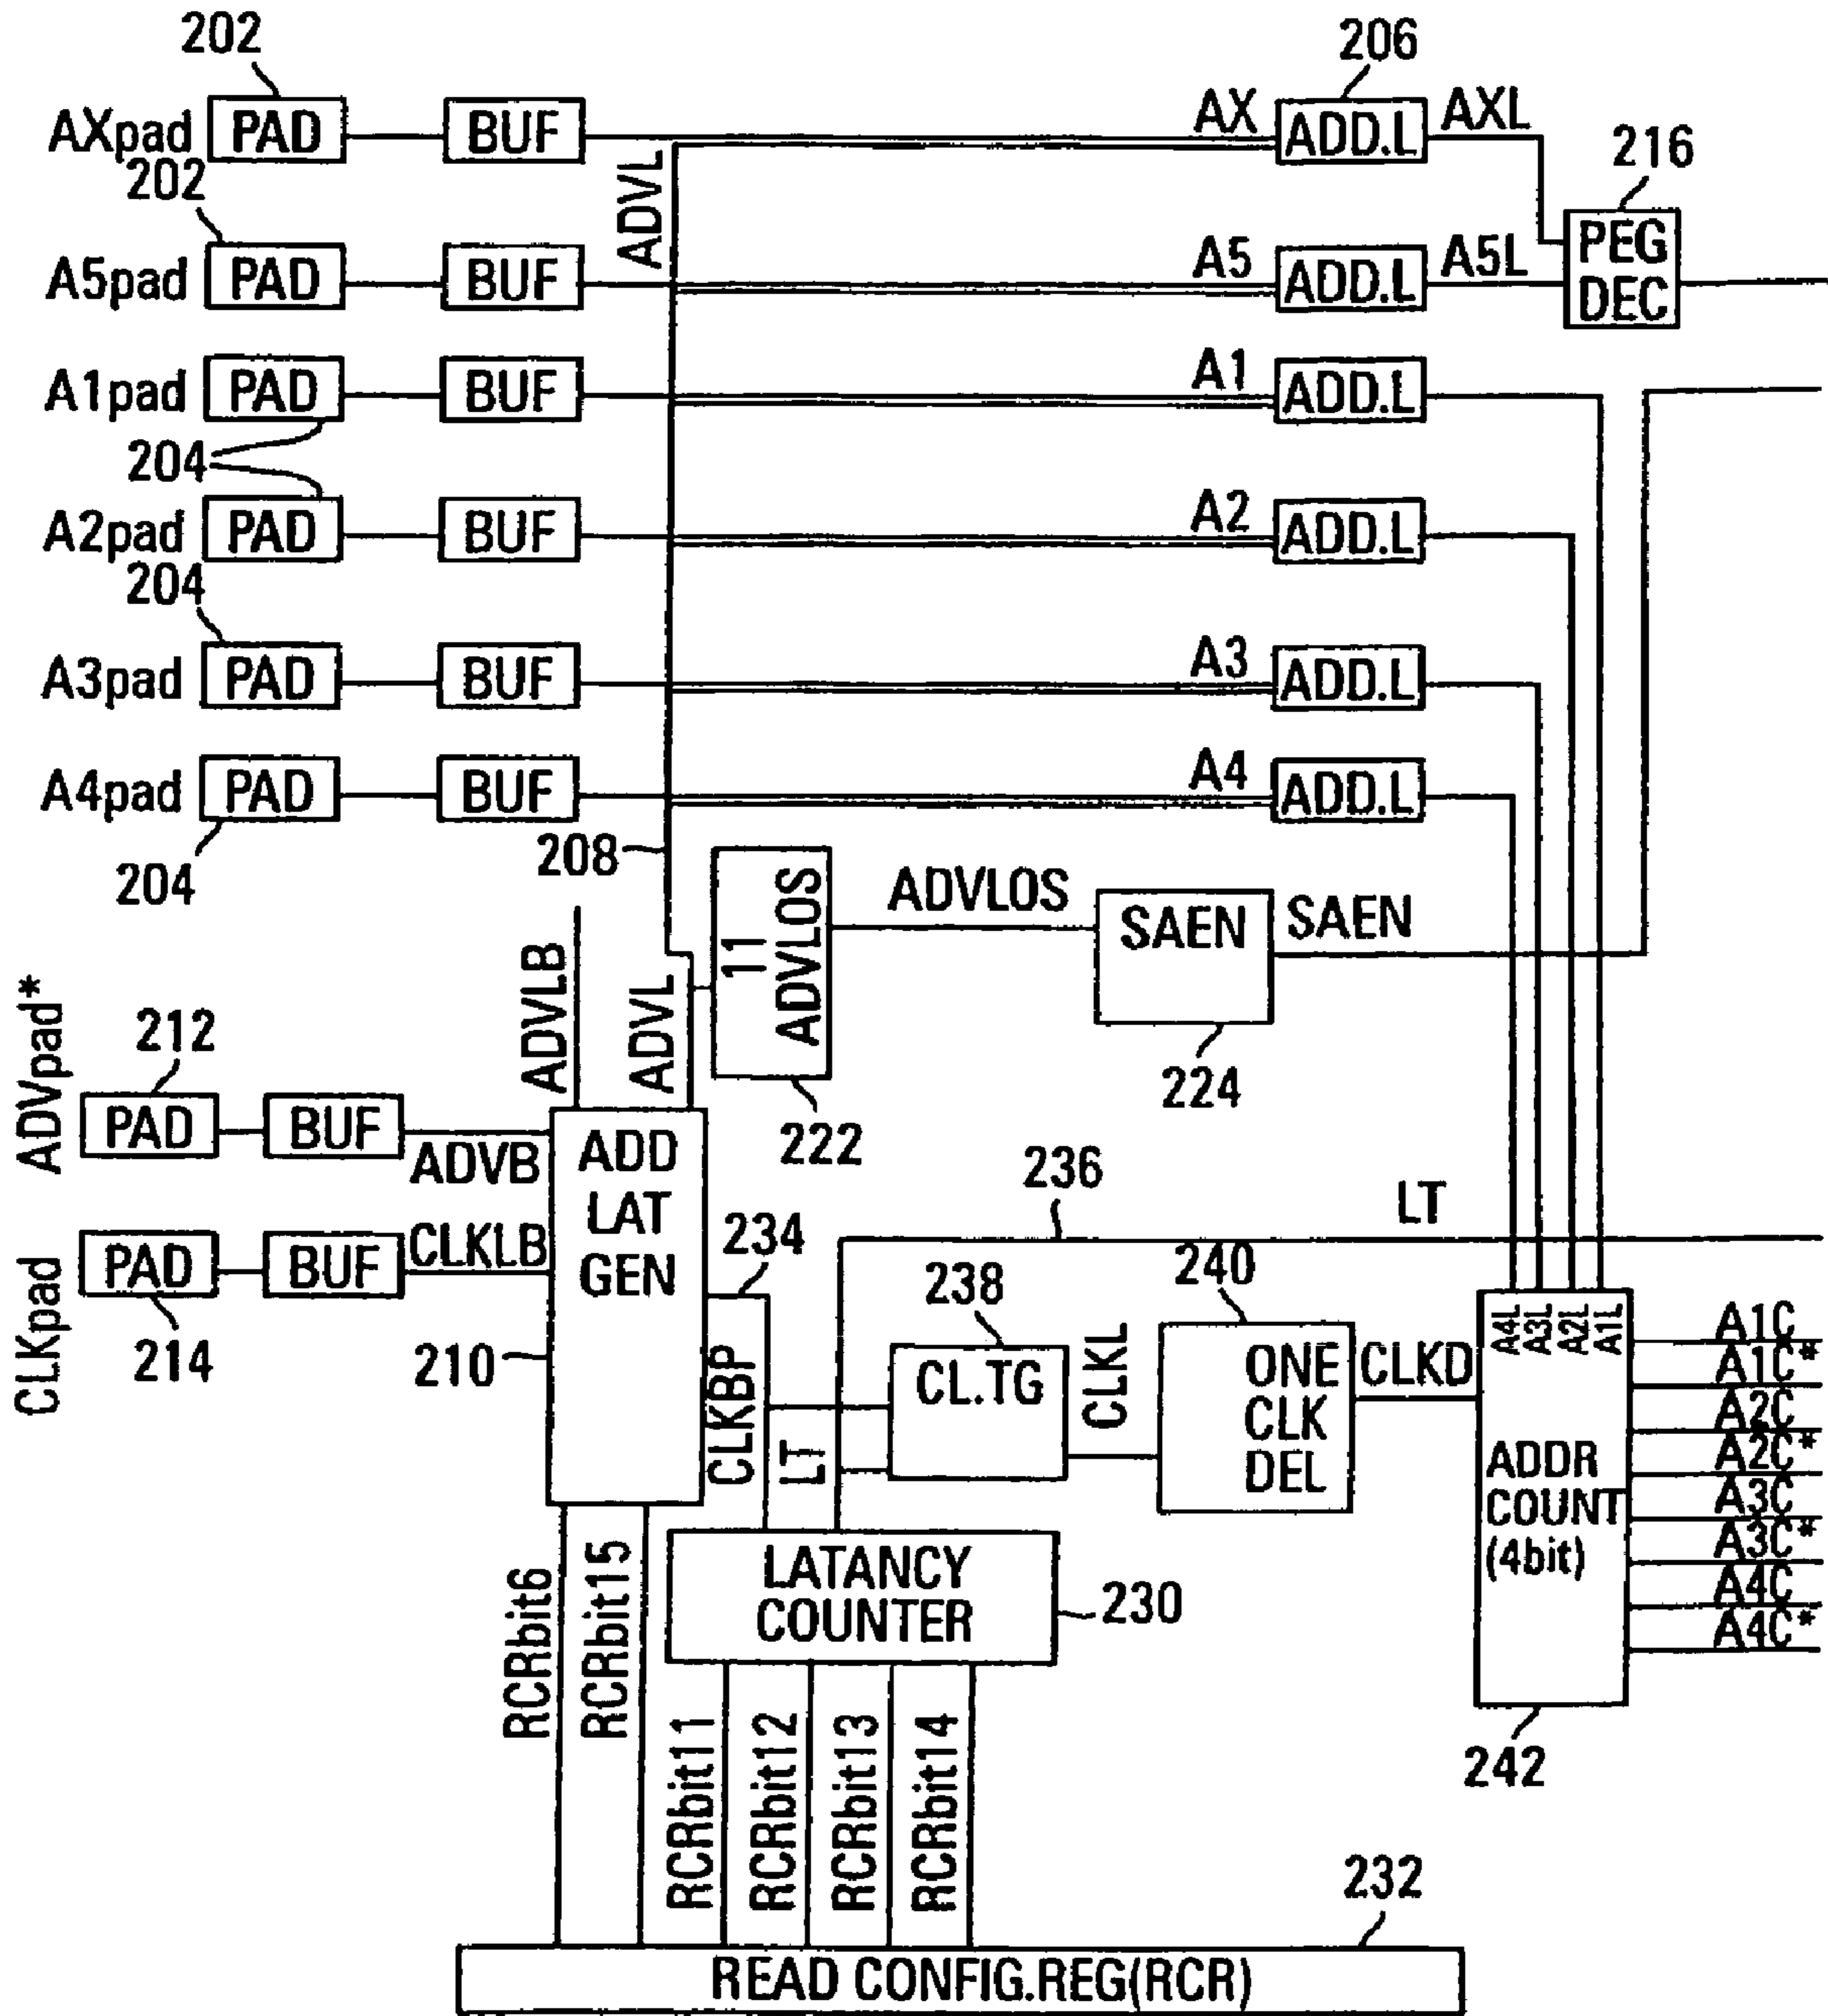 202
206
AXpad PAD BUF AX ADD.L AXL
202
216
ADVL
A5pad PAD BUF A5 ADD.L A5L
PEG
DEC
A1pad PAD BUF A1 ADD.L
204
A2pad PAD BUF A2 ADD.L
204
A3pad PAD BUF A3 ADD.L
A4pad PAD BUF A4 ADD.L
204
208
11
ADVLOS
ADVLOS
SAEN
SAEN
ADVLB
ADVL
222
224
ADVpad*
212
PAD BUF ADVB
ADD
LAT
GEN
CLKpad
PAD BUF CLKLB
214
210
234
236
LT
CLKBP
LT
238
CL.TG
CLKL
240
ONE
CLK
DEL
CLKD
A4L
A3L
A2L
A1L
ADDR
COUNT
(4bit)
A1C
A1C*
A2C
A2C*
A3C
A3C*
A4C
A4C*
242
LATANCY
COUNTER
230
RCRbit6
RCRbit15
RCRbit11
RCRbit12
RCRbit13
RCRbit14
232
READ CONFIG.REG(RCR)